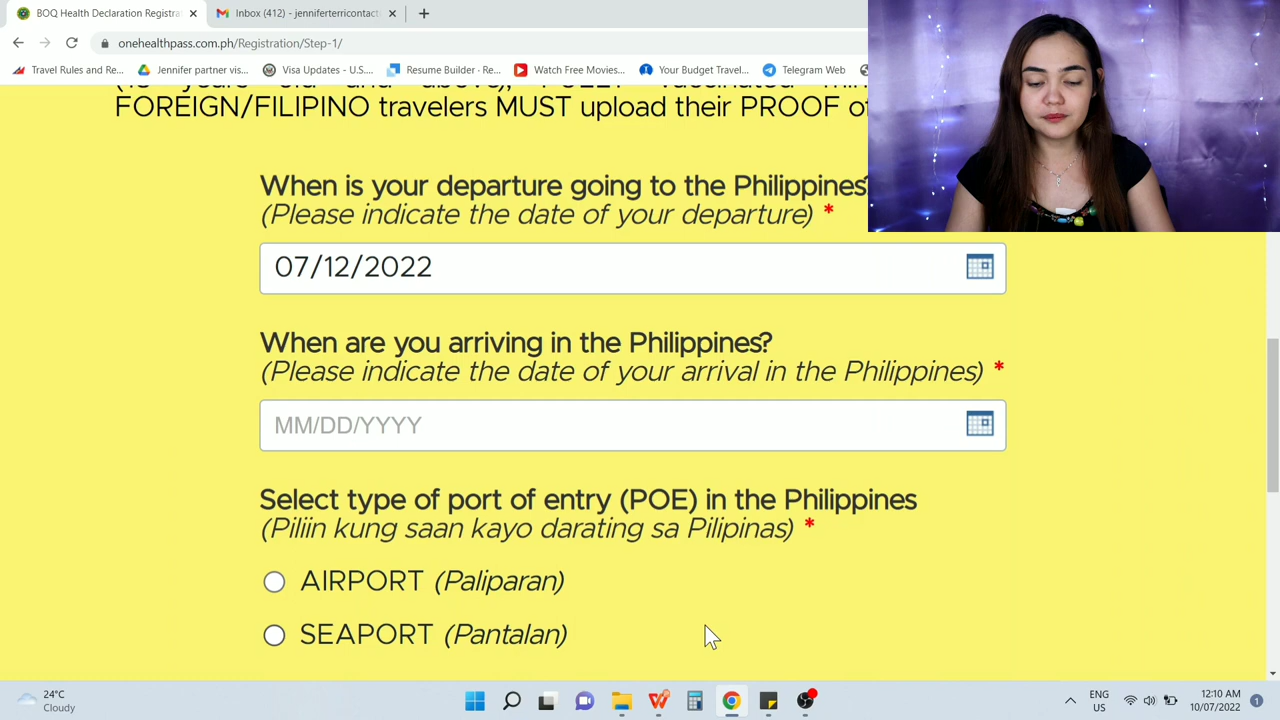 BOQ Health Declaration Registra
Inbox (412) - jenniferterricontact
onehealthpass.com.ph/Registration/Step-1/
Travel Rules and Re...
Jennifer partner vis...
Visa Updates - U.S....
Resume Builder - Re...
Watch Free Movies...
Your Budget Travel...
Telegram Web
FOREIGN/FILIPINO travelers MUST upload their PROOF of
When is your departure going to the Philippines?
(Please indicate the date of your departure) *
07/12/2022
When are you arriving in the Philippines?
(Please indicate the date of your arrival in the Philippines) *
MM/DD/YYYY
Select type of port of entry (POE) in the Philippines
(Piliin kung saan kayo darating sa Pilipinas) *
AIRPORT (Paliparan)
SEAPORT (Pantalan)
24°C
Cloudy
ENG
US
12:10 AM
10/07/2022
1